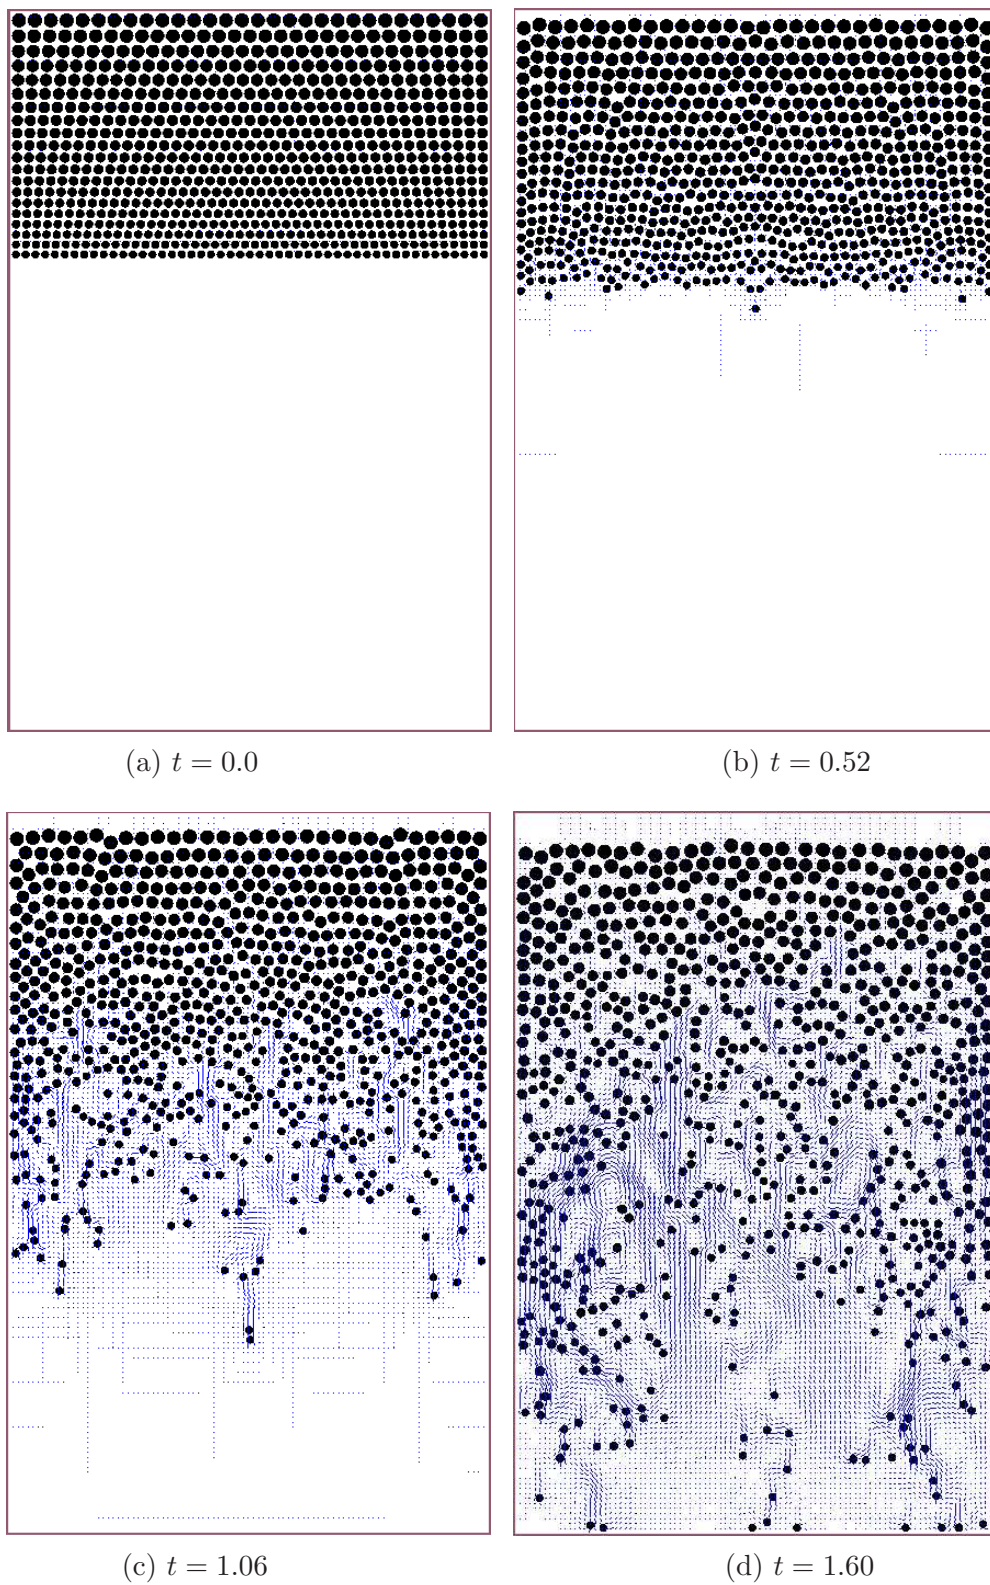 (a) t = 0.0
(b) t = 0.52
(c) t = 1.06
(d) t = 1.60